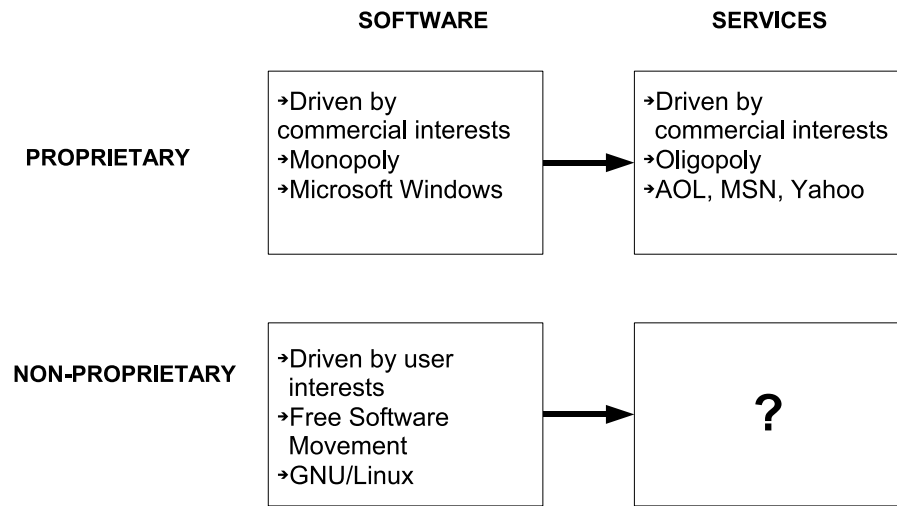 SOFTWARE
SERVICES
PROPRIETARY
➔Driven by
commercial interests
➔Monopoly
➔Microsoft Windows
➔Driven by
commercial interests
➔Oligopoly
➔AOL, MSN, Yahoo
NON-PROPRIETARY
➔Driven by user
interests
➔Free Software
Movement
➔GNU/Linux
?